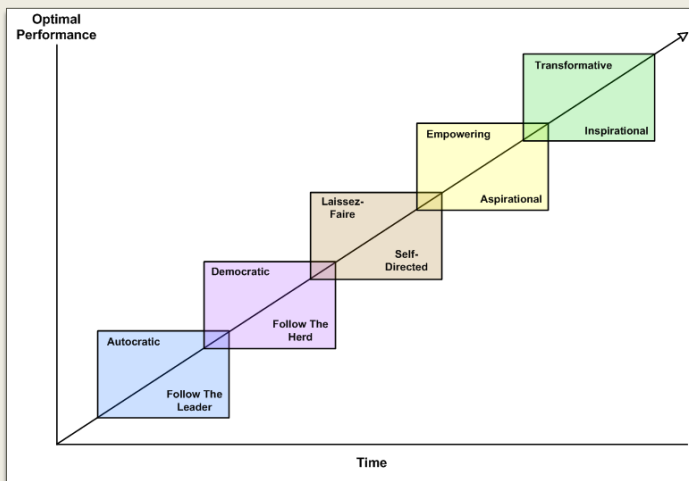 Optimal
Performance
Transformative
Inspirational
Empowering
Aspirational
Laissez-
Faire
Self-
Directed
Democratic
Follow The
Herd
Autocratic
Follow The
Leader
Time